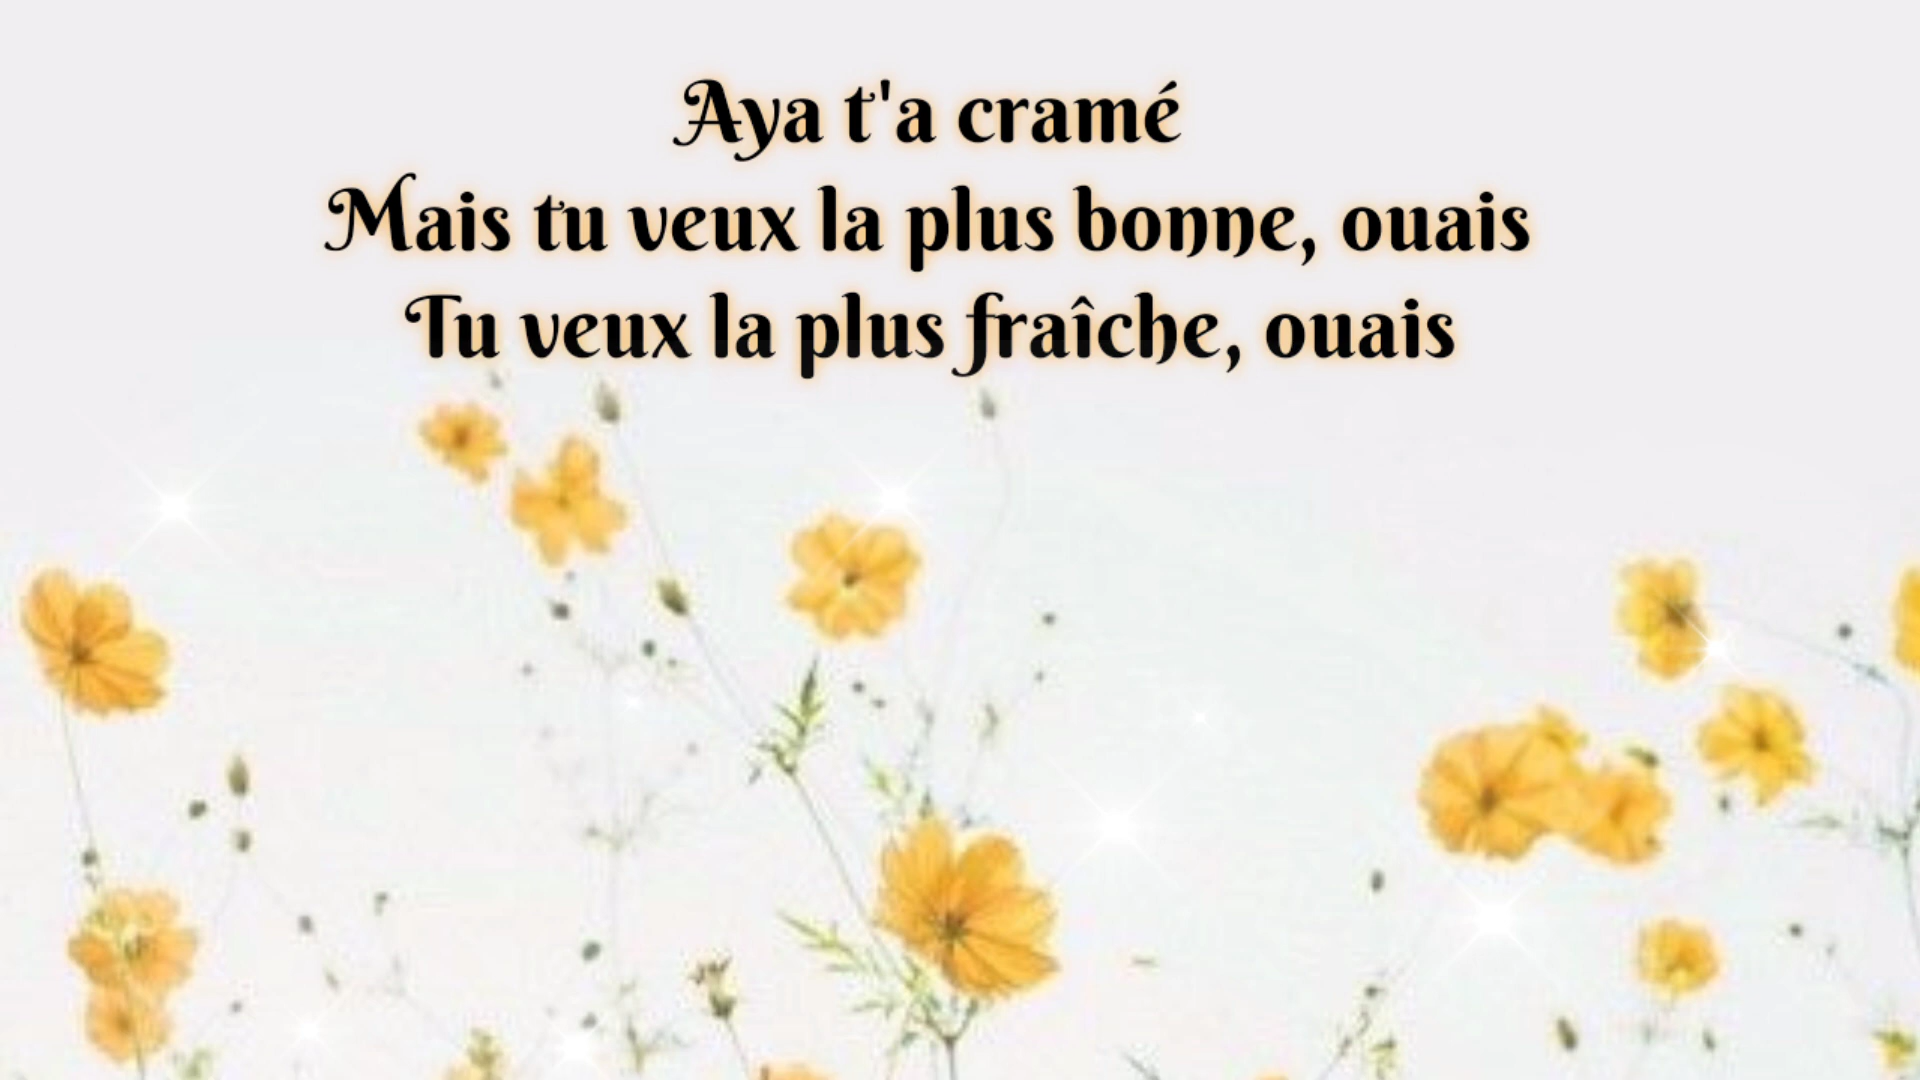 Aya t'a cramé
Mais tu veux la plus bonne, ouais
Tu veux la plus fraîche, ouais